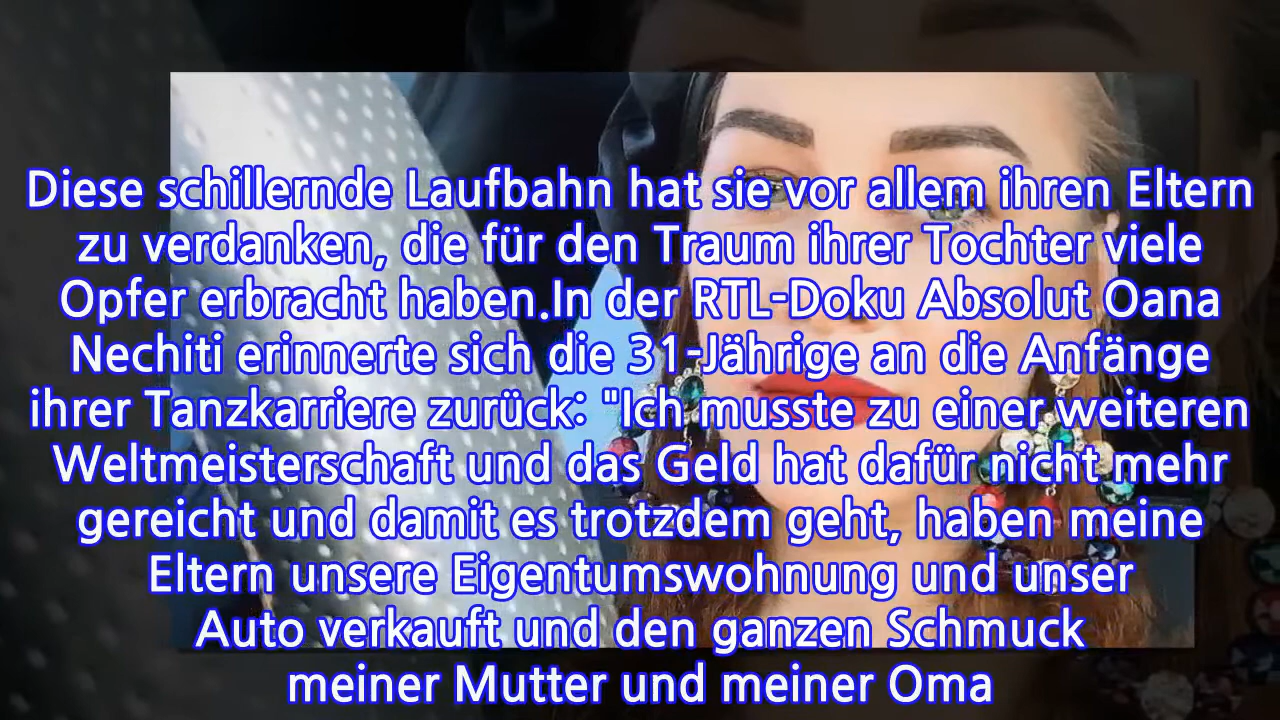 Diese schillernde Laufbahn hat sie vor allem ihren Eltern
zu verdanken, die für den Traum ihrer Tochter viele
Opfer erbracht haben.In der RTL-Doku Absolut Oana
Nechiti erinnerte sich die 31-Jährige an die Anfänge
ihrer Tanzkarriere zurück: "Ich musste zu einer weiteren
Weltmeisterschaft und das Geld hat dafür nicht mehr
gereicht und damit es trotzdem geht, haben meine
Eltern unsere Eigentumswohnung und unser
Auto verkauft und den ganzen Schmuck
meiner Mutter und meiner Oma